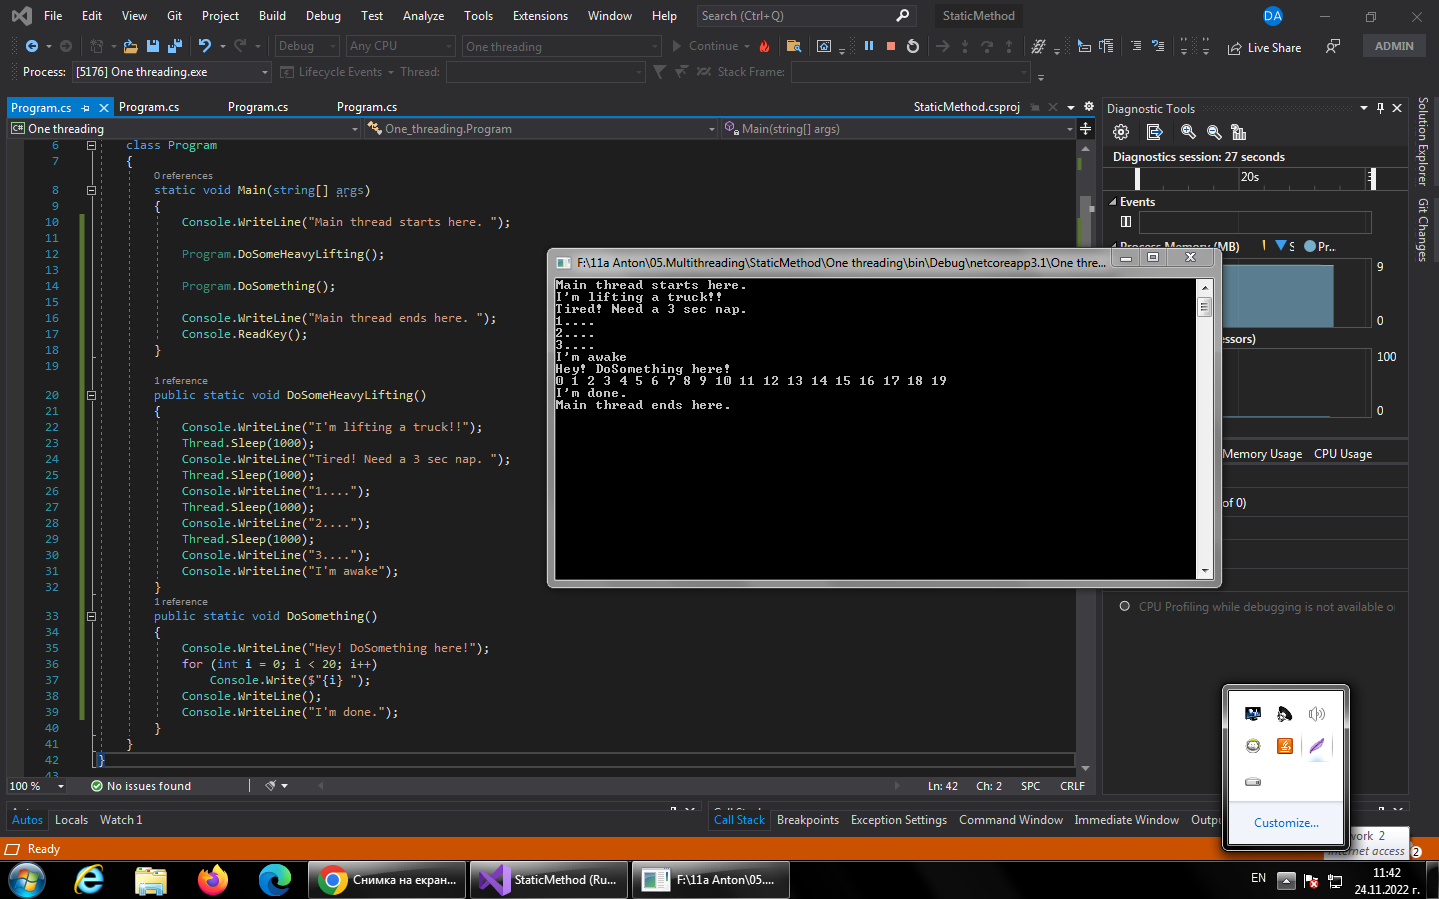 File Edit View Git Project Build Debug Test Analyze Tools Extensions Window Help Search (Ctrl+Q) StaticMethod DA
Debug Any CPU One threading Continue Live Share ADMIN
Process: [5176] One threading.exe Lifecycle Events Thread: Stack Frame:
Program.cs Program.cs Program.cs Program.cs StaticMethod.csproj
C# One threading One_threading.Program Main(string[] args)
6 class Program
7 {
0 references
8 static void Main(string[] args)
9 {
10 Console.WriteLine("Main thread starts here. ");
11
12 Program.DoSomeHeavyLifting();
13
14 Program.DoSomething();
15
16 Console.WriteLine("Main thread ends here. ");
17 Console.ReadKey();
18 }
19
1 reference
20 public static void DoSomeHeavyLifting()
21 {
22 Console.WriteLine("I'm lifting a truck!!");
23 Thread.Sleep(1000);
24 Console.WriteLine("Tired! Need a 3 sec nap. ");
25 Thread.Sleep(1000);
26 Console.WriteLine("1....");
27 Thread.Sleep(1000);
28 Console.WriteLine("2....");
29 Thread.Sleep(1000);
30 Console.WriteLine("3....");
31 Console.WriteLine("I'm awake");
32 }
1 reference
33 public static void DoSomething()
34 {
35 Console.WriteLine("Hey! DoSomething here!");
36 for (int i = 0; i < 20; i++)
37 Console.Write($"{i} ");
38 Console.WriteLine();
39 Console.WriteLine("I'm done.");
40 }
41 }
42 }
43
F:\11a Anton\05.Multithreading\StaticMethod\One threading\bin\Debug\netcoreapp3.1\One thre...
Main thread starts here.
I'm lifting a truck!!
Tired! Need a 3 sec nap.
1....
2....
3....
I'm awake
Hey! DoSomething here!
0 1 2 3 4 5 6 7 8 9 10 11 12 13 14 15 16 17 18 19
I'm done.
Main thread ends here.
Diagnostic Tools
Diagnostics session: 27 seconds
20s
Events
Process Memory (MB) S Pr..
9
0
essors)
100
0
Memory Usage CPU Usage
of 0)
CPU Profiling while debugging is not available o
Solution Explorer
Git Changes
100 % No issues found Ln: 42 Ch: 2 SPC CRLF
Autos Locals Watch 1
Call Stack Breakpoints Exception Settings Command Window Immediate Window Outp
Ready
Customize...
work 2
Internet access
2
Снимка на екран... StaticMethod (Ru... F:\11a Anton\05....
EN
11:42
24.11.2022 г.